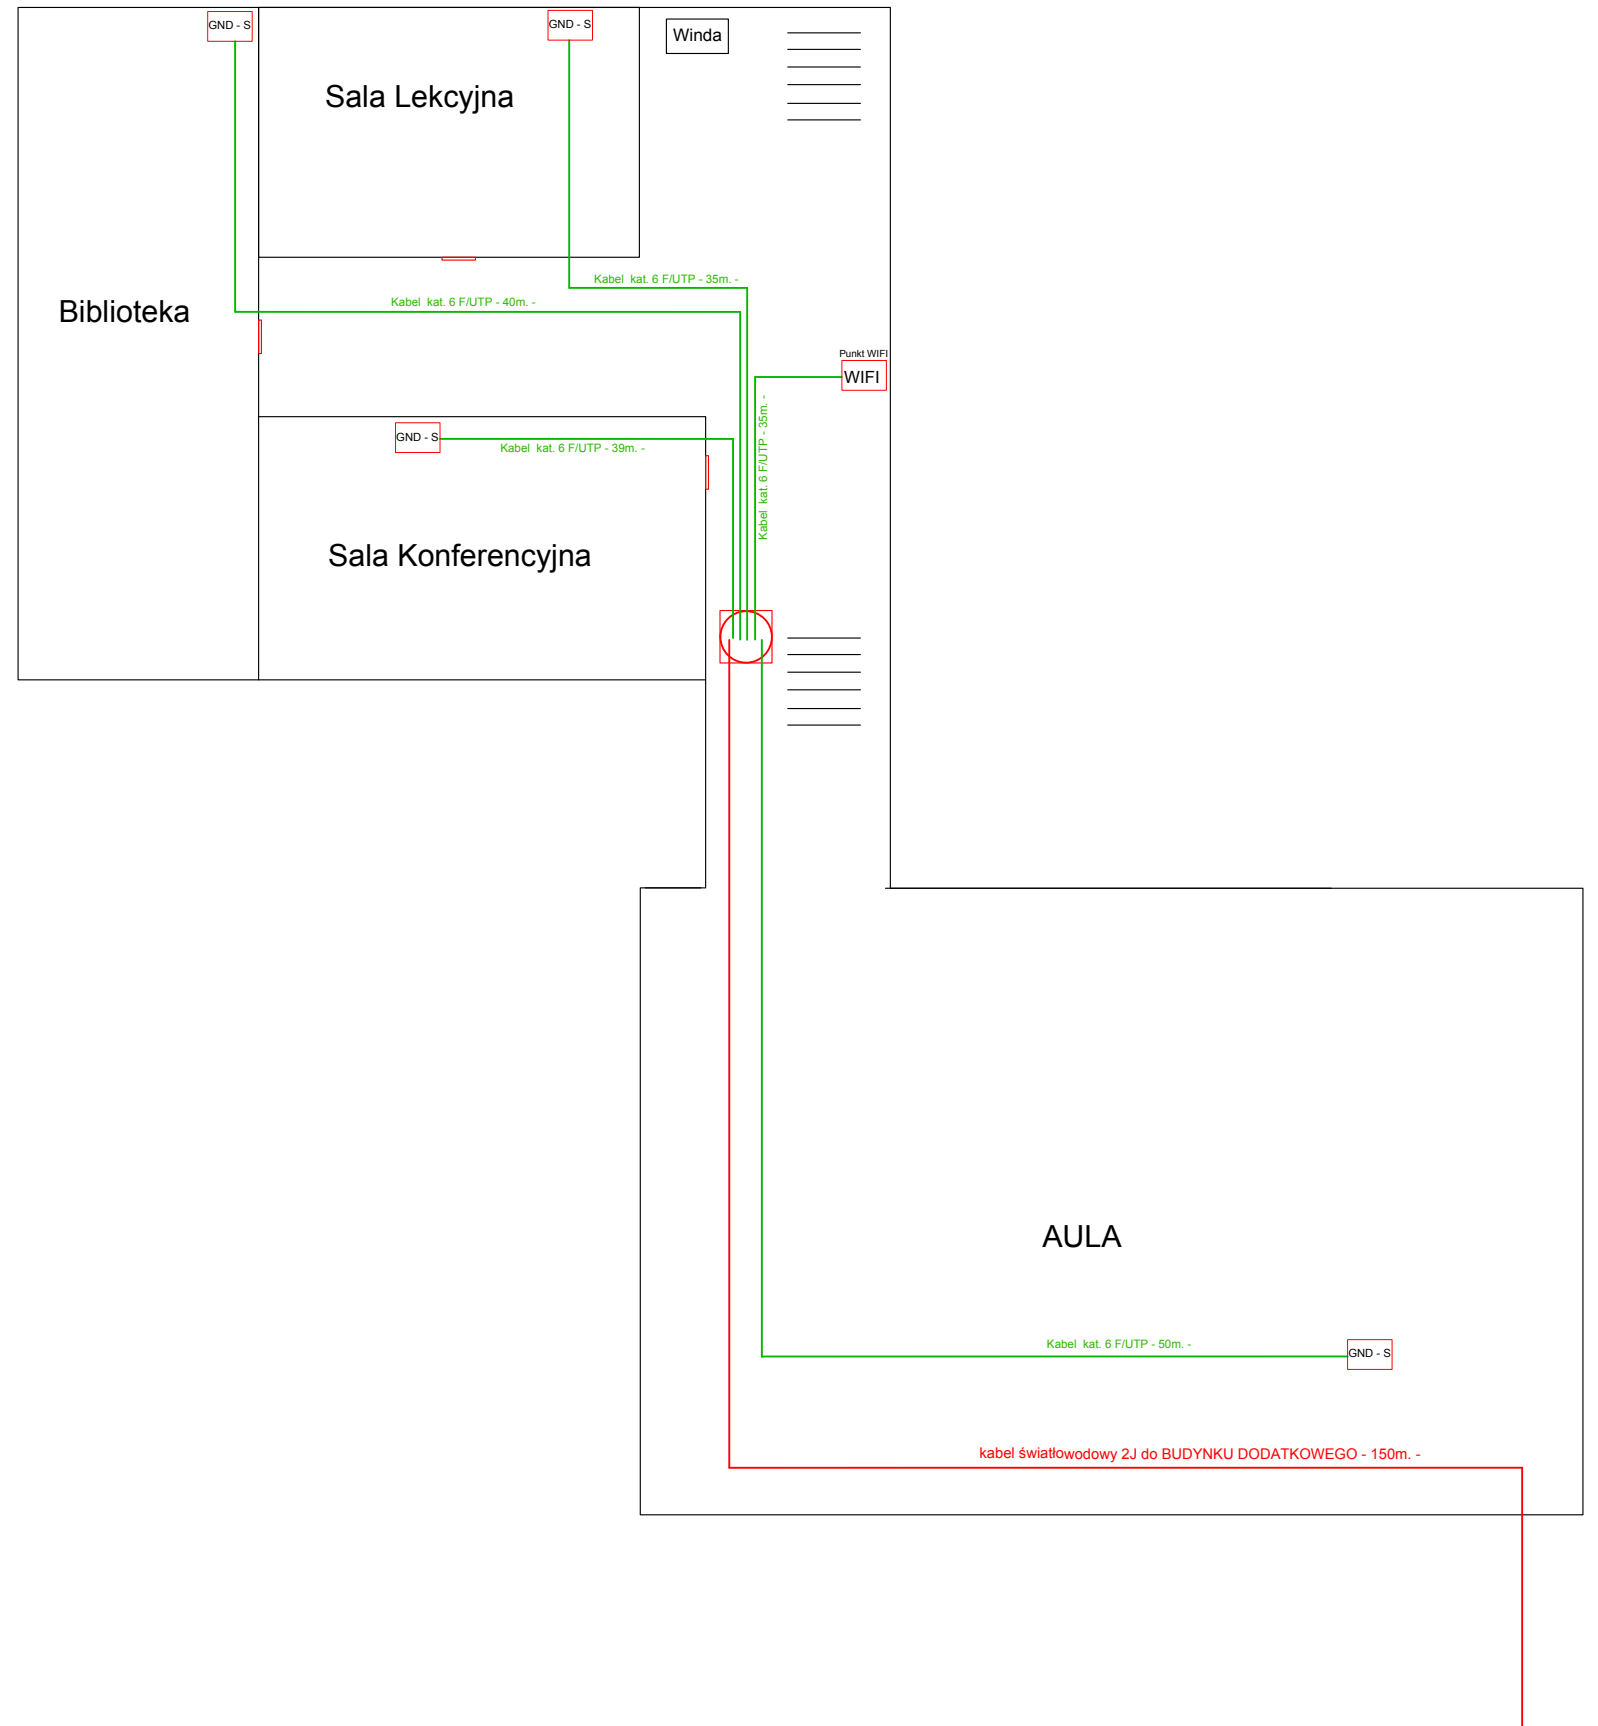 GND - S
GND - S
Winda
Sala Lekcyjna
Kabel  kat. 6 F/UTP - 35m. -
Kabel  kat. 6 F/UTP - 40m. -
Biblioteka
Punkt WIFI
WIFI
Kabel  kat. 6 F/UTP - 35m. -
GND - S
Kabel  kat. 6 F/UTP - 39m. -
Sala Konferencyjna
AULA
Kabel  kat. 6 F/UTP - 50m. -
GND - S
kabel światłowodowy 2J do BUDYNKU DODATKOWEGO - 150m. -